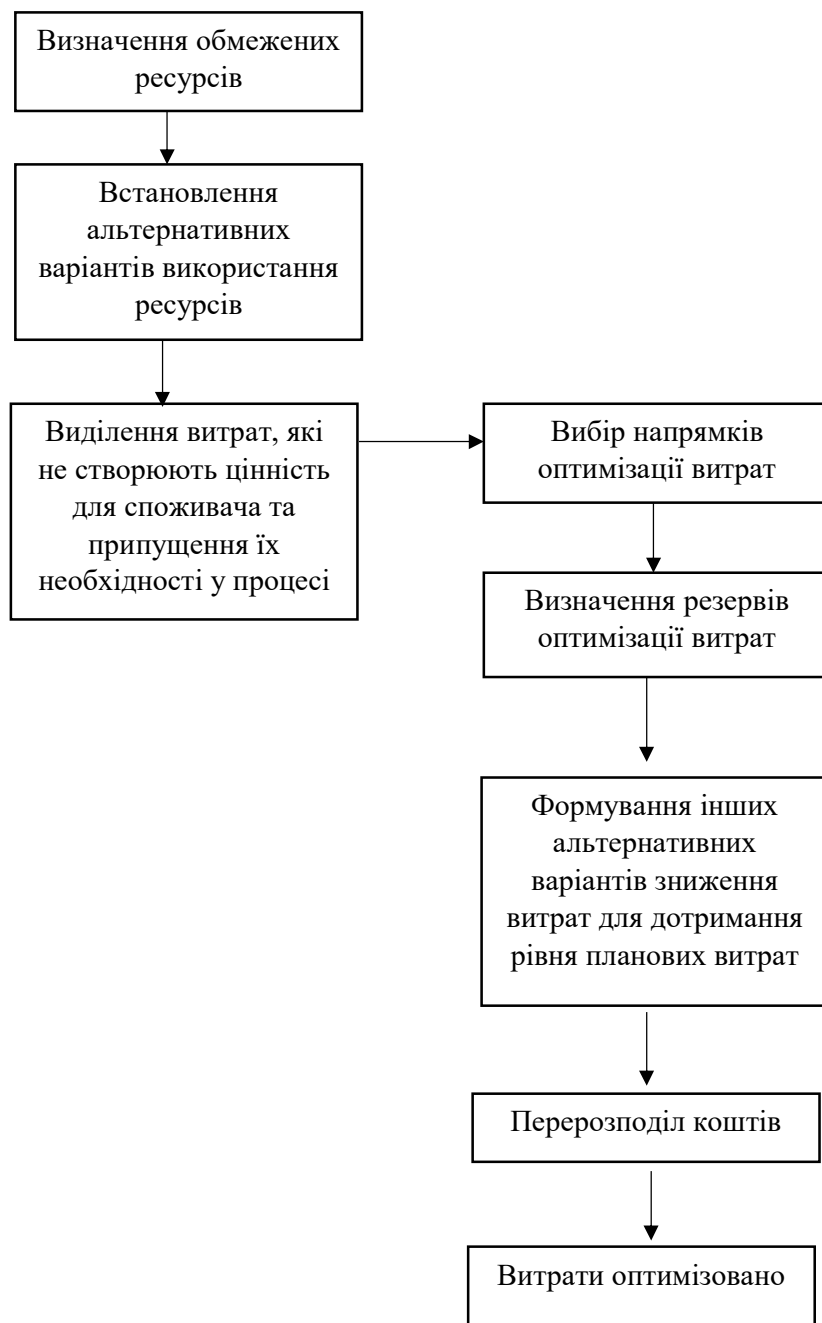 Визначення обмежених
ресурсів
Встановлення
альтернативних
варіантів використання
ресурсів
Виділення витрат, які
не створюють цінність
для споживача та
припущення їх
необхідності у процесі
Вибір напрямків
оптимізації витрат
Визначення резервів
оптимізації витрат
Формування інших
альтернативних
варіантів зниження
витрат для дотримання
рівня планових витрат
Перерозподіл коштів
Витрати оптимізовано